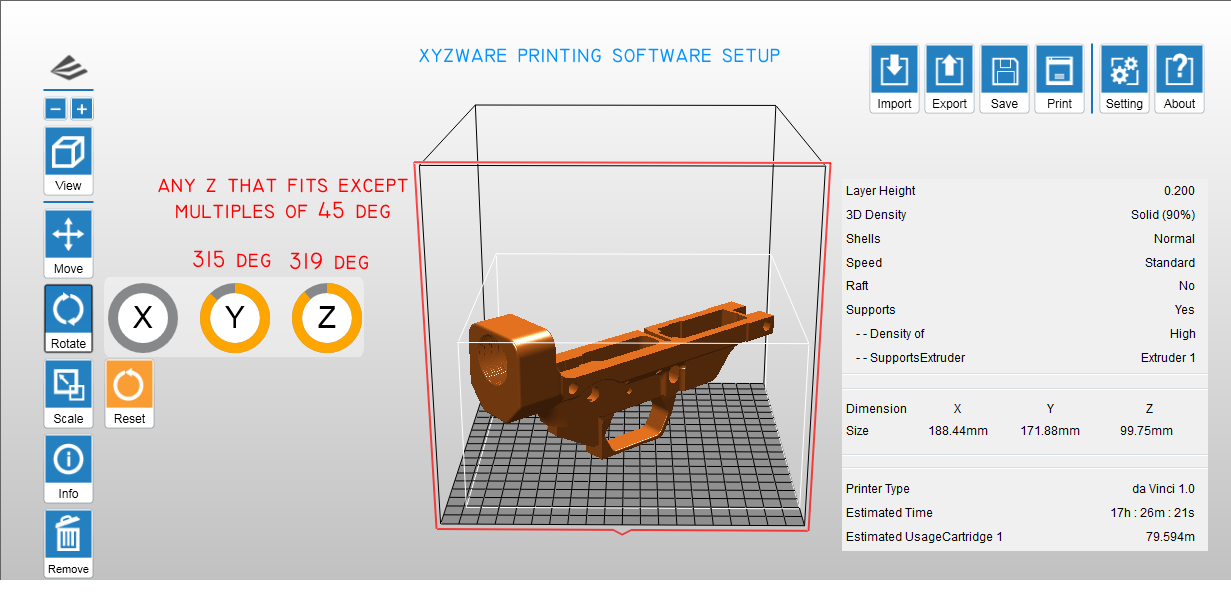 XYZWARE PRINTING SOFTWARE SETUP
Import Export Save Print Setting About
- +
View
ANY Z THAT FITS EXCEPT
MULTIPLES OF 45 DEG
Move
315 DEG 319 DEG
X Y Z
Rotate
Scale
Reset
Info
Remove
Layer Height 0.200
3D Density Solid (90%)
Shells Normal
Speed Standard
Raft No
Supports Yes
- - Density of High
- - SupportsExtruder Extruder 1
Dimension X Y Z
Size 188.44mm 171.88mm 99.75mm
Printer Type da Vinci 1.0
Estimated Time 17h : 26m : 21s
Estimated UsageCartridge 1 79.594m